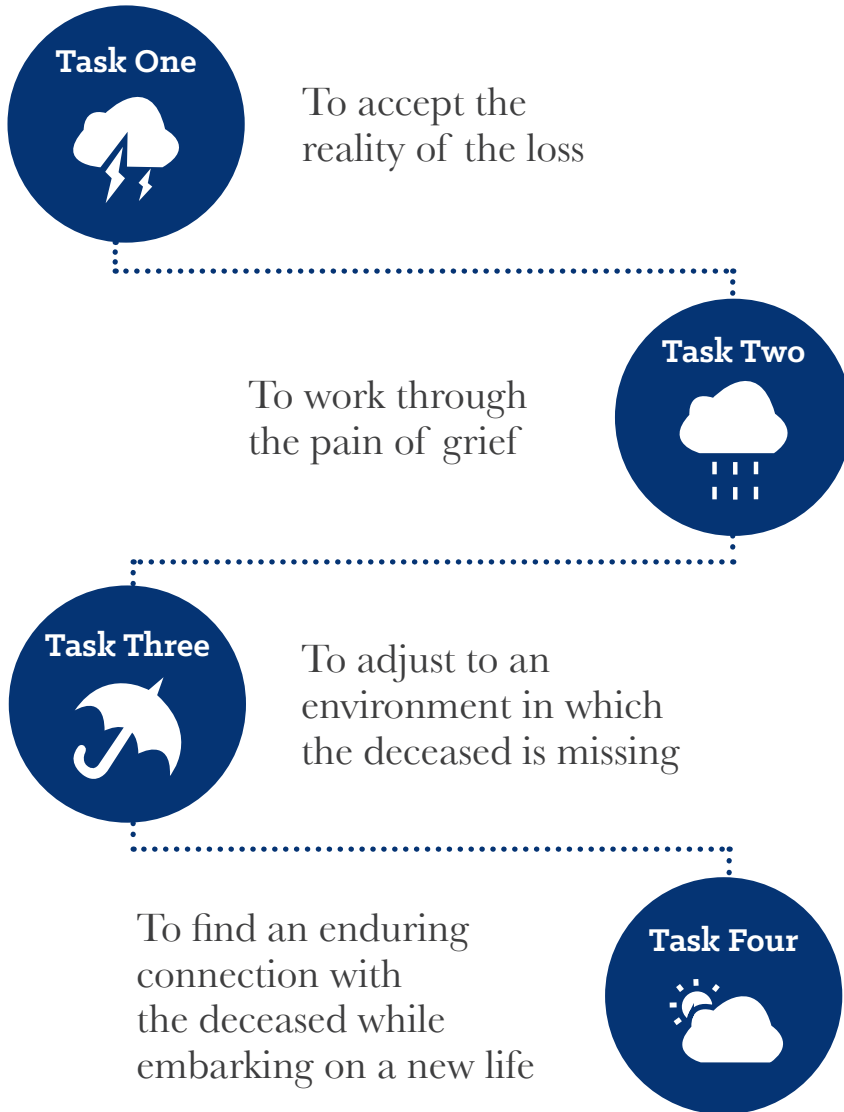 Task One
To accept the
reality of the loss
Task Two
To work through
the pain of grief
Task Three
To adjust to an
environment in which
the deceased is missing
Task Four
To find an enduring
connection with
the deceased while
embarking on a new life